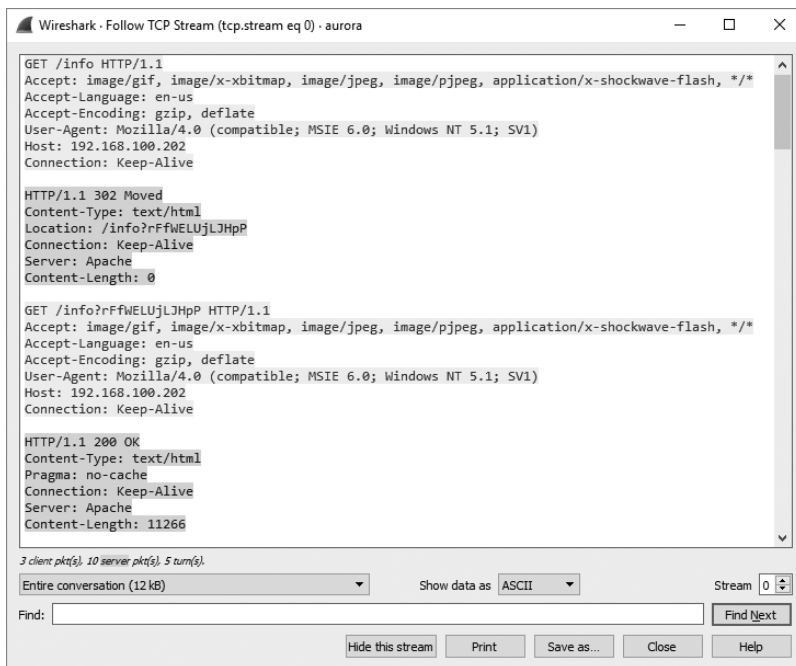 Wireshark · Follow TCP Stream (tcp.stream eq 0) · aurora
GET /info HTTP/1.1
Accept: image/gif, image/x-xbitmap, image/jpeg, image/pjpeg, application/x-shockwave-flash, */*
Accept-Language: en-us
Accept-Encoding: gzip, deflate
User-Agent: Mozilla/4.0 (compatible; MSIE 6.0; Windows NT 5.1; SV1)
Host: 192.168.100.202
Connection: Keep-Alive
HTTP/1.1 302 Moved
Content-Type: text/html
Location: /info?rFfWELUjLJHpP
Connection: Keep-Alive
Server: Apache
Content-Length: 0
GET /info?rFfWELUjLJHpP HTTP/1.1
Accept: image/gif, image/x-xbitmap, image/jpeg, image/pjpeg, application/x-shockwave-flash, */*
Accept-Language: en-us
Accept-Encoding: gzip, deflate
User-Agent: Mozilla/4.0 (compatible; MSIE 6.0; Windows NT 5.1; SV1)
Host: 192.168.100.202
Connection: Keep-Alive
HTTP/1.1 200 OK
Content-Type: text/html
Pragma: no-cache
Connection: Keep-Alive
Server: Apache
Content-Length: 11266
3 client pkt(s), 10 server pkt(s), 5 turn(s).
Entire conversation (12 kB) Show data as ASCII Stream 0
Find: Find Next
Hide this stream Print Save as... Close Help